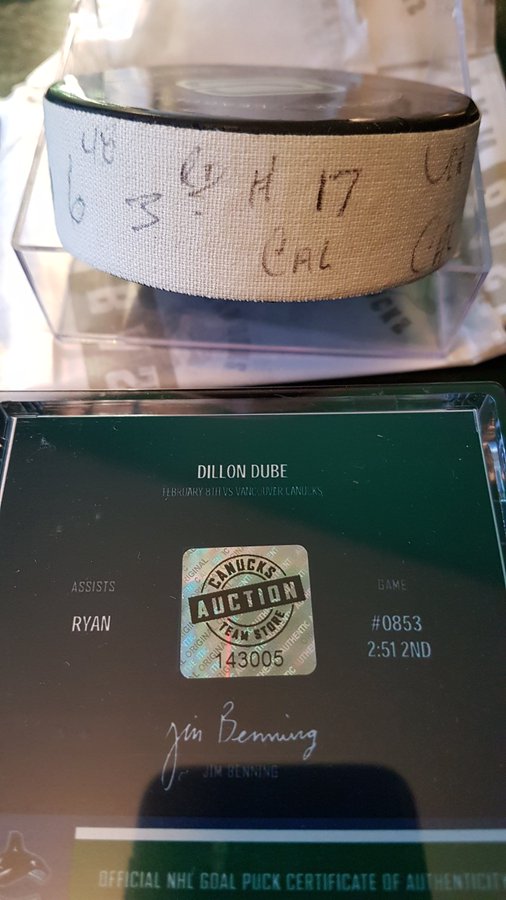 48
6 3 H 17
CAL
DILLON DUBE
FEBRUARY 8TH VS VANCOUVER CANUCKS
ASSISTS
RYAN
CANUCKS
AUCTION
TEAM STORE
143005
GAME
#0853
2:51 2ND
Jim Benning
JIM BENNING
OFFICIAL NHL GOAL PUCK CERTIFICATE OF AUTHENTICITY